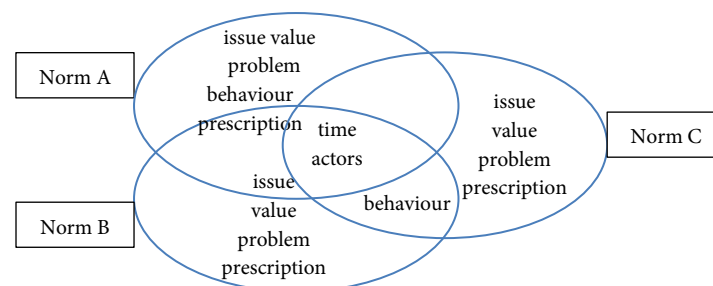 Norm A
issue value
problem
behaviour
prescription
time
actors
issue
value
problem
prescription
Norm C
behaviour
issue
value
problem
prescription
Norm B